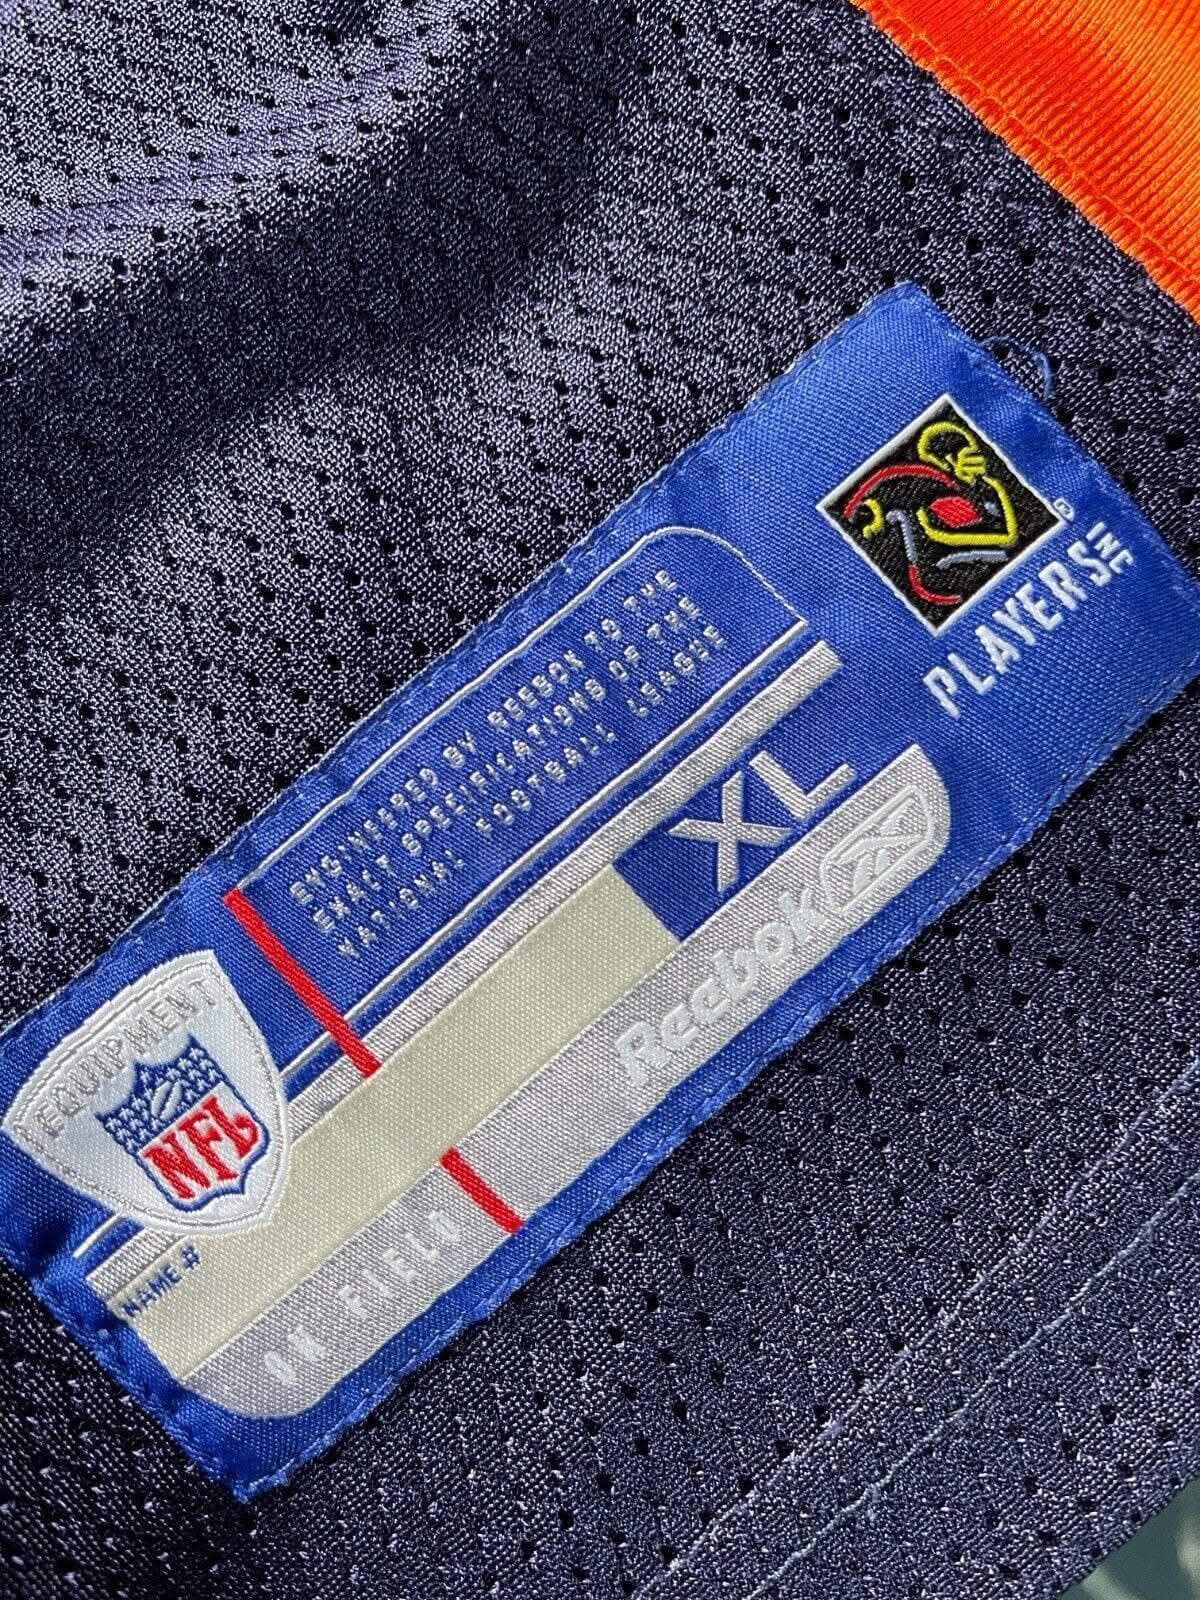 PLAYERS INC
ENGINEERED BY REEBOK TO THE
EXACT SPECIFICATIONS OF THE
NATIONAL FOOTBALL LEAGUE
XL
Reebok
EQUIPMENT
NFL
NAME #
ON FIELD